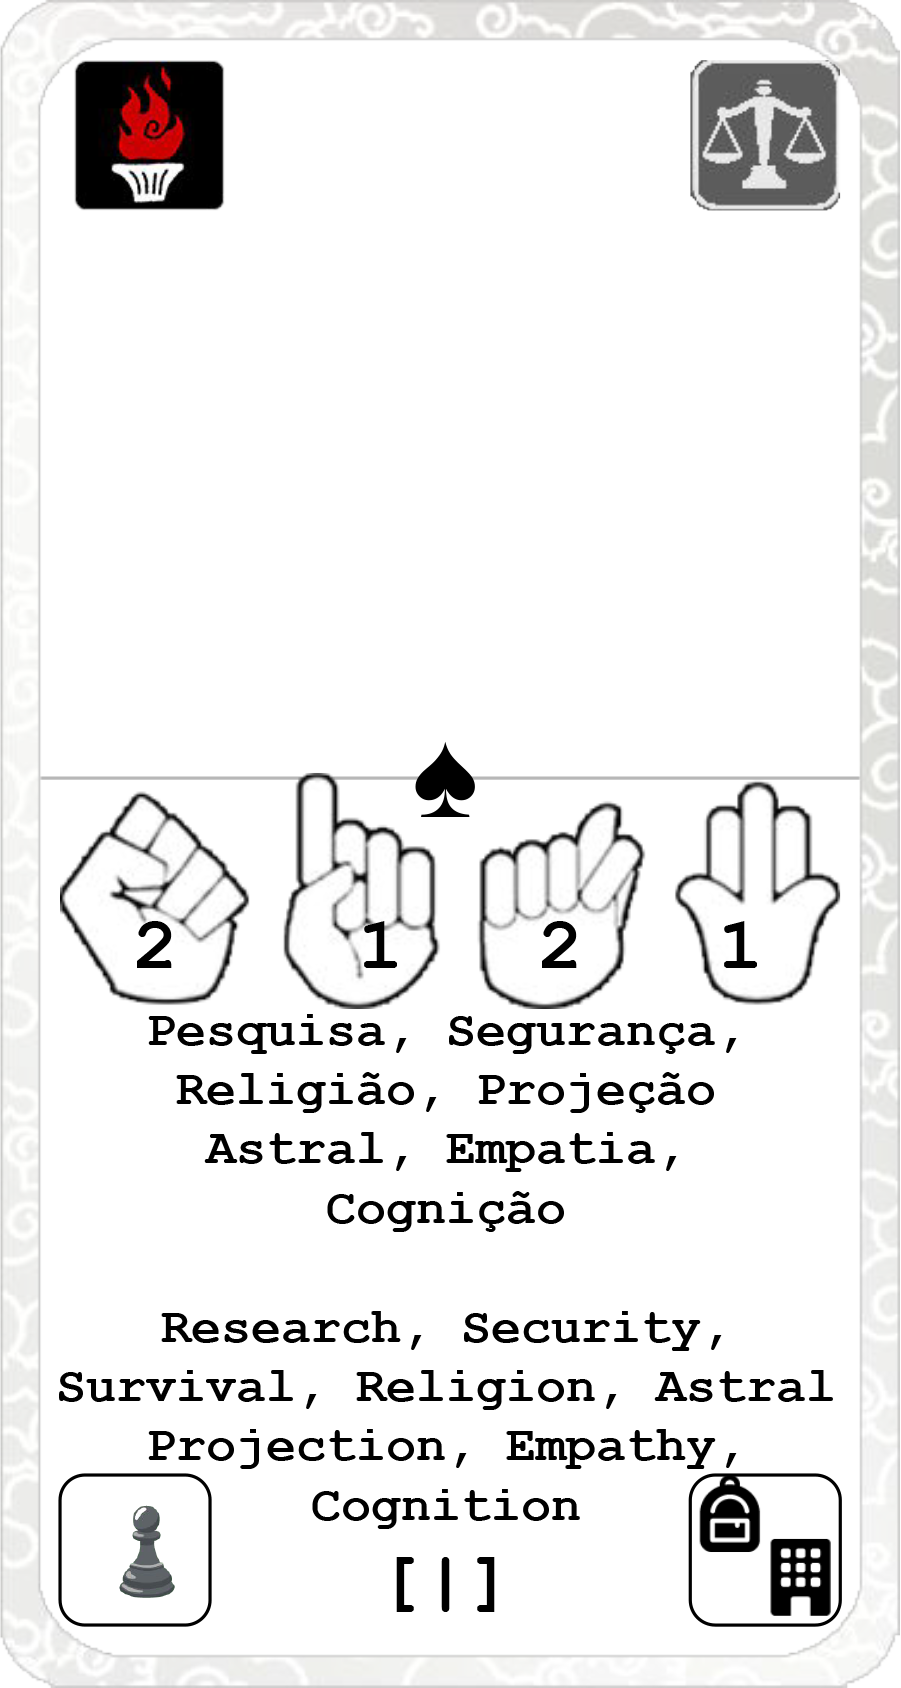 ♠
2 1 2 1
Pesquisa, Segurança,
Religião, Projeção
Astral, Empatia,
Cognição
Research, Security,
Survival, Religion, Astral
Projection, Empathy,
Cognition
[|]